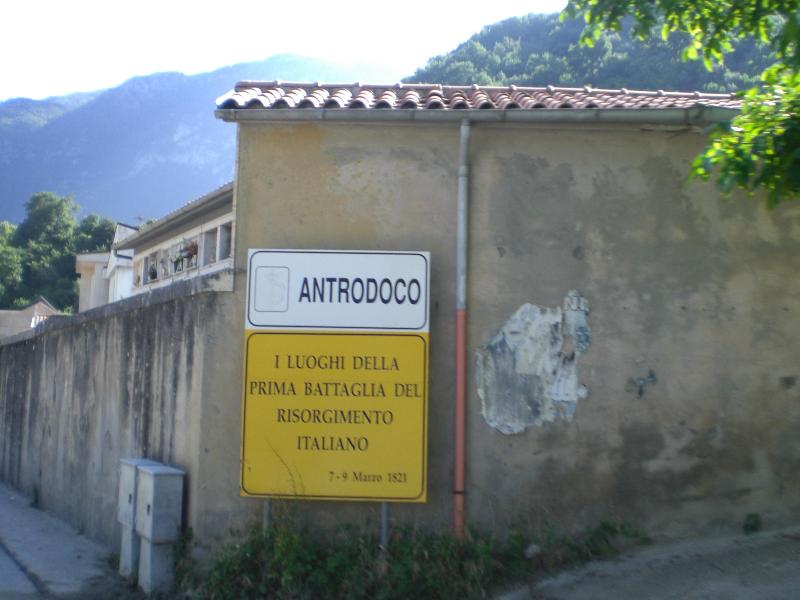 ANTRODOCO
I LUOGHI DELLA
PRIMA BATTAGLIA DEL
RISORGIMENTO
ITALIANO
7-9 Marzo 1821